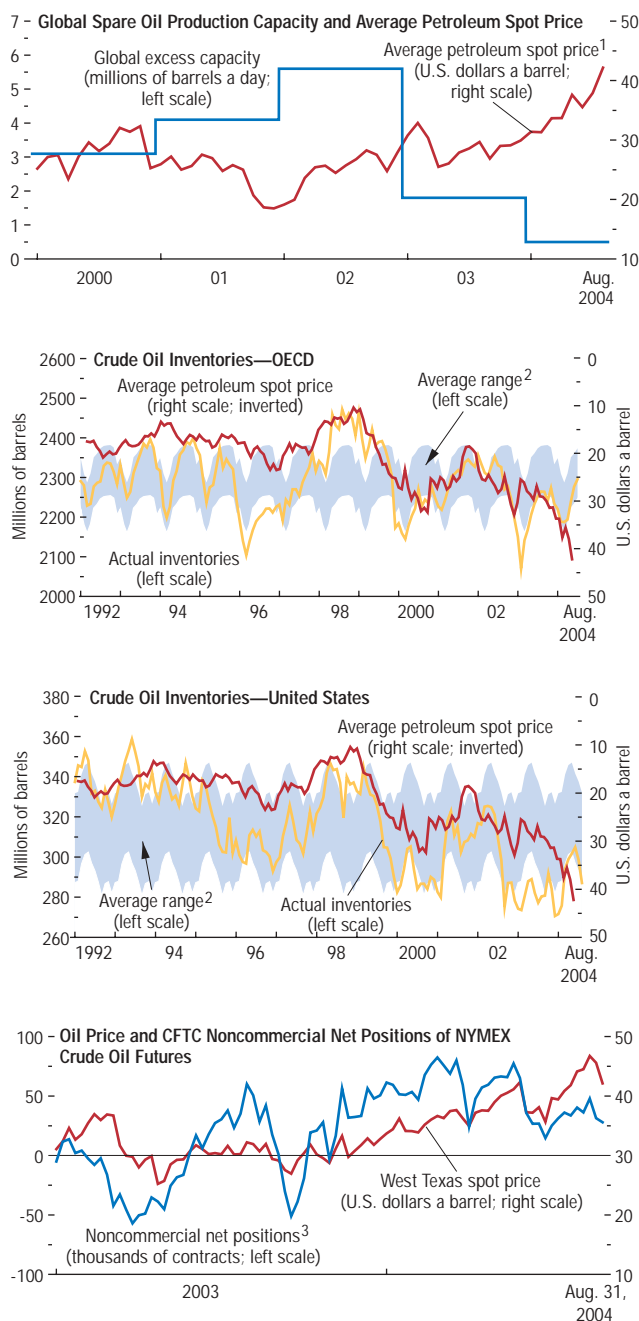 Global Spare Oil Production Capacity and Average Petroleum Spot Price
7
6
5
4
3
2
1
0
Global excess capacity
(millions of barrels a day;
left scale)
Average petroleum spot price1
(U.S. dollars a barrel;
right scale)
50
40
30
20
10
2000
01
02
03
Aug.
2004
Crude Oil Inventories—OECD
Millions of barrels
2600
2500
2400
2300
2200
2100
2000
Average petroleum spot price
(right scale; inverted)
Average range2
(left scale)
Actual inventories
(left scale)
0
10
20
30
40
50
U.S. dollars a barrel
1992
94
96
98
2000
02
Aug.
2004
Crude Oil Inventories—United States
Millions of barrels
380
360
340
320
300
280
260
Average petroleum spot price
(right scale; inverted)
Average range2
(left scale)
Actual inventories
(left scale)
0
10
20
30
40
50
U.S. dollars a barrel
1992
94
96
98
2000
02
Aug.
2004
Oil Price and CFTC Noncommercial Net Positions of NYMEX
Crude Oil Futures
100
50
0
-50
-100
West Texas spot price
(U.S. dollars a barrel; right scale)
Noncommercial net positions3
(thousands of contracts; left scale)
50
40
30
20
10
2003
Aug. 31,
2004